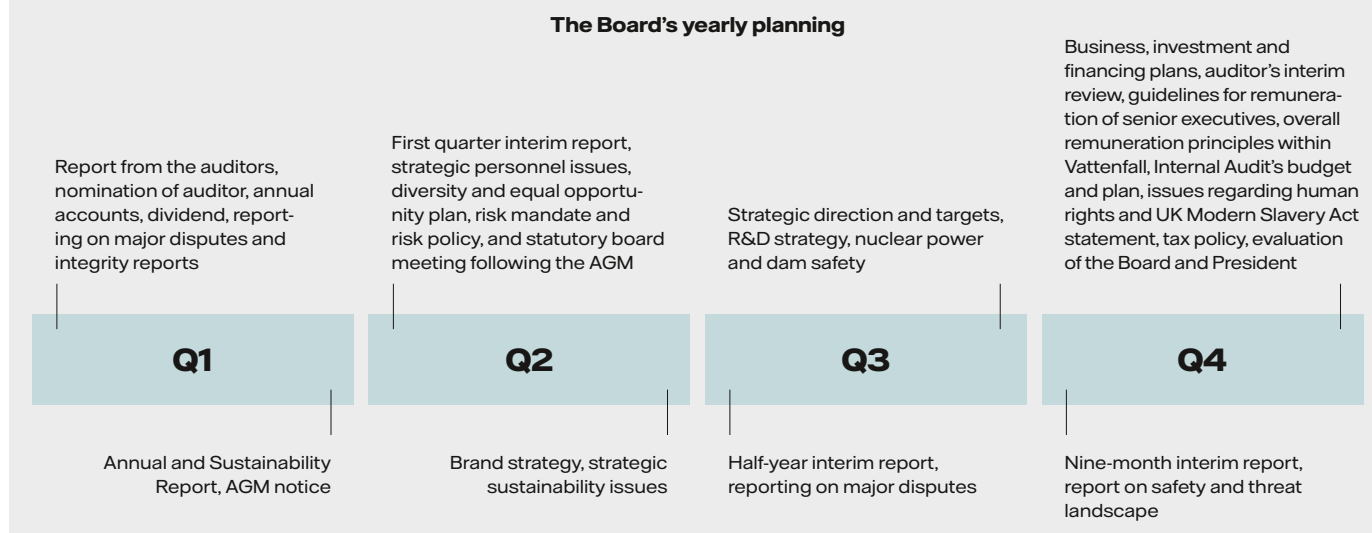 The Board's yearly planning
Report from the auditors,
nomination of auditor, annual
accounts, dividend, report-
ing on major disputes and
integrity reports
First quarter interim report,
strategic personnel issues,
diversity and equal opportu-
nity plan, risk mandate and
risk policy, and statutory board
meeting following the AGM
Strategic direction and targets,
R&D strategy, nuclear power
and dam safety
Business, investment and
financing plans, auditor's interim
review, guidelines for remunera-
tion of senior executives, overall
remuneration principles within
Vattenfall, Internal Audit's budget
and plan, issues regarding human
rights and UK Modern Slavery Act
statement, tax policy, evaluation
of the Board and President
Q1
Q2
Q3
Q4
Annual and Sustainability
Report, AGM notice
Brand strategy, strategic
sustainability issues
Half-year interim report,
reporting on major disputes
Nine-month interim report,
report on safety and threat
landscape